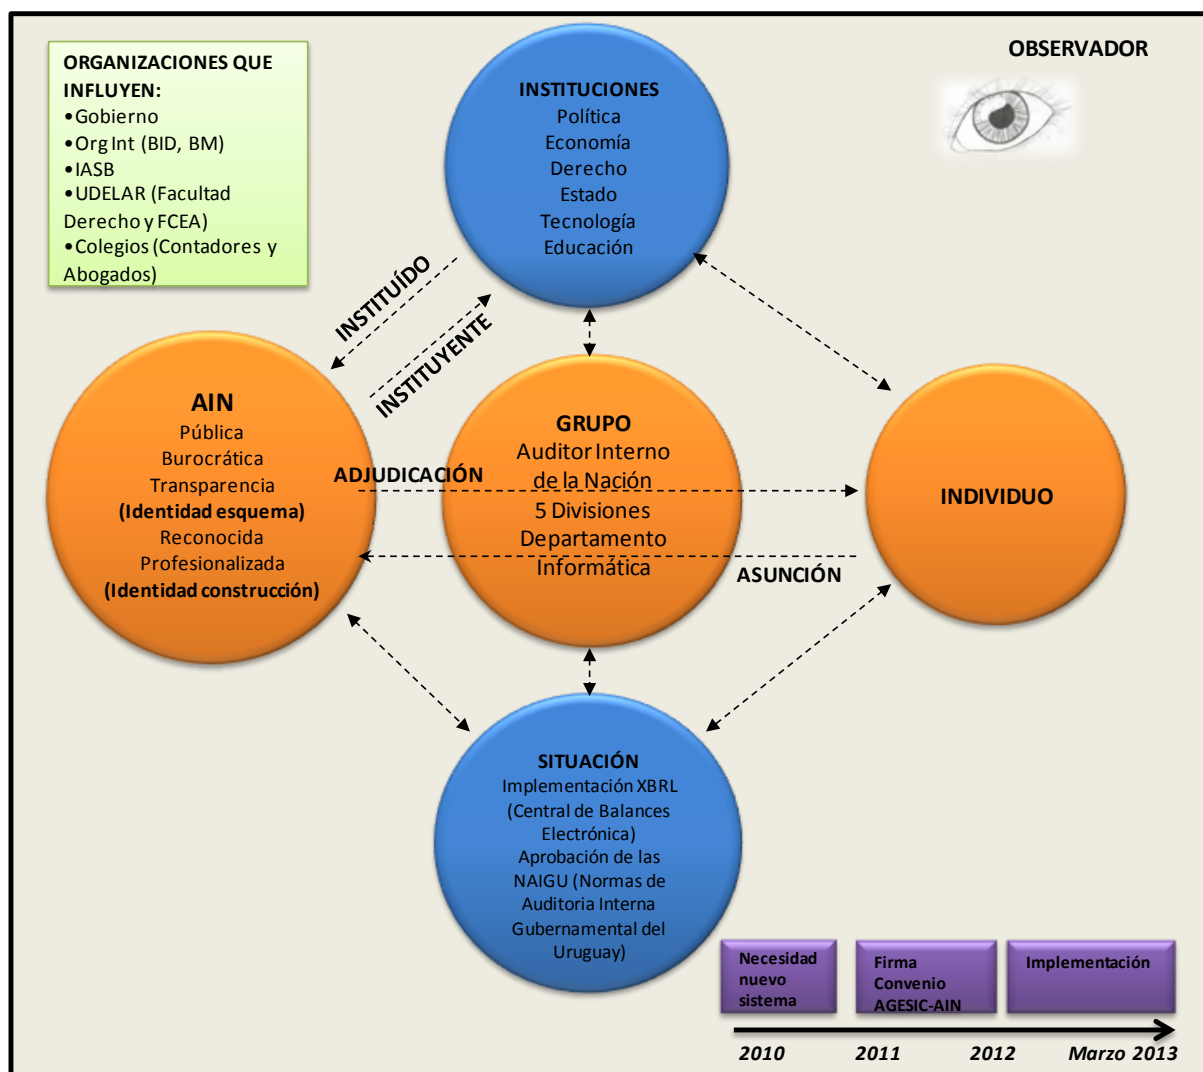 ORGANIZACIONES QUE
INFLUYEN:
•Gobierno
•Org Int (BID, BM)
•IASB
•UDELAR (Facultad
Derecho y FCEA)
•Colegios (Contadores y
Abogados)
INSTITUCIONES
Política
Economía
Derecho
Estado
Tecnología
Educación
OBSERVADOR
INSTITUÍDO
INSTITUYENTE
AIN
Pública
Burocrática
Transparencia
(Identidad esquema)
Reconocida
Profesionalizada
(Identidad construcción)
ADJUDICACIÓN
GRUPO
Auditor Interno
de la Nación
5 Divisiones
Departamento
Informática
ASUNCIÓN
INDIVIDUO
SITUACIÓN
Implementación XBRL
(Central de Balances
Electrónica)
Aprobación de las
NAIGU (Normas de
Auditoria Interna
Gubernamental del
Uruguay)
Necesidad
nuevo
sistema
Firma
Convenio
AGESIC-AIN
Implementación
2010
2011
2012
Marzo 2013